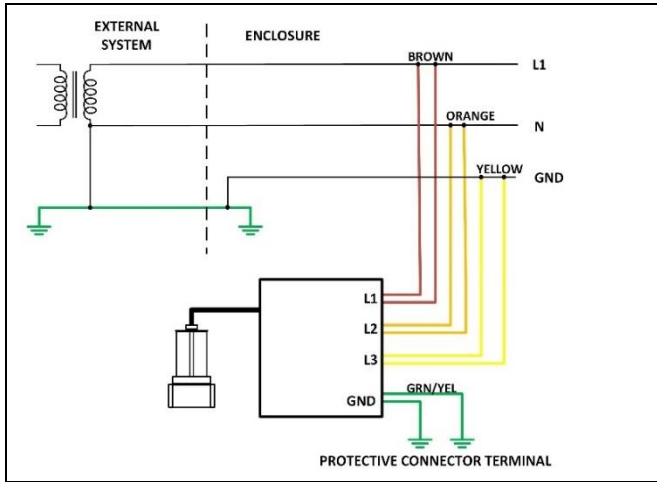 EXTERNAL
SYSTEM
ENCLOSURE
BROWN
L1
ORANGE
N
YELLOW
GND
L1
L2
L3
GRN/YEL
GND
PROTECTIVE CONNECTOR TERMINAL